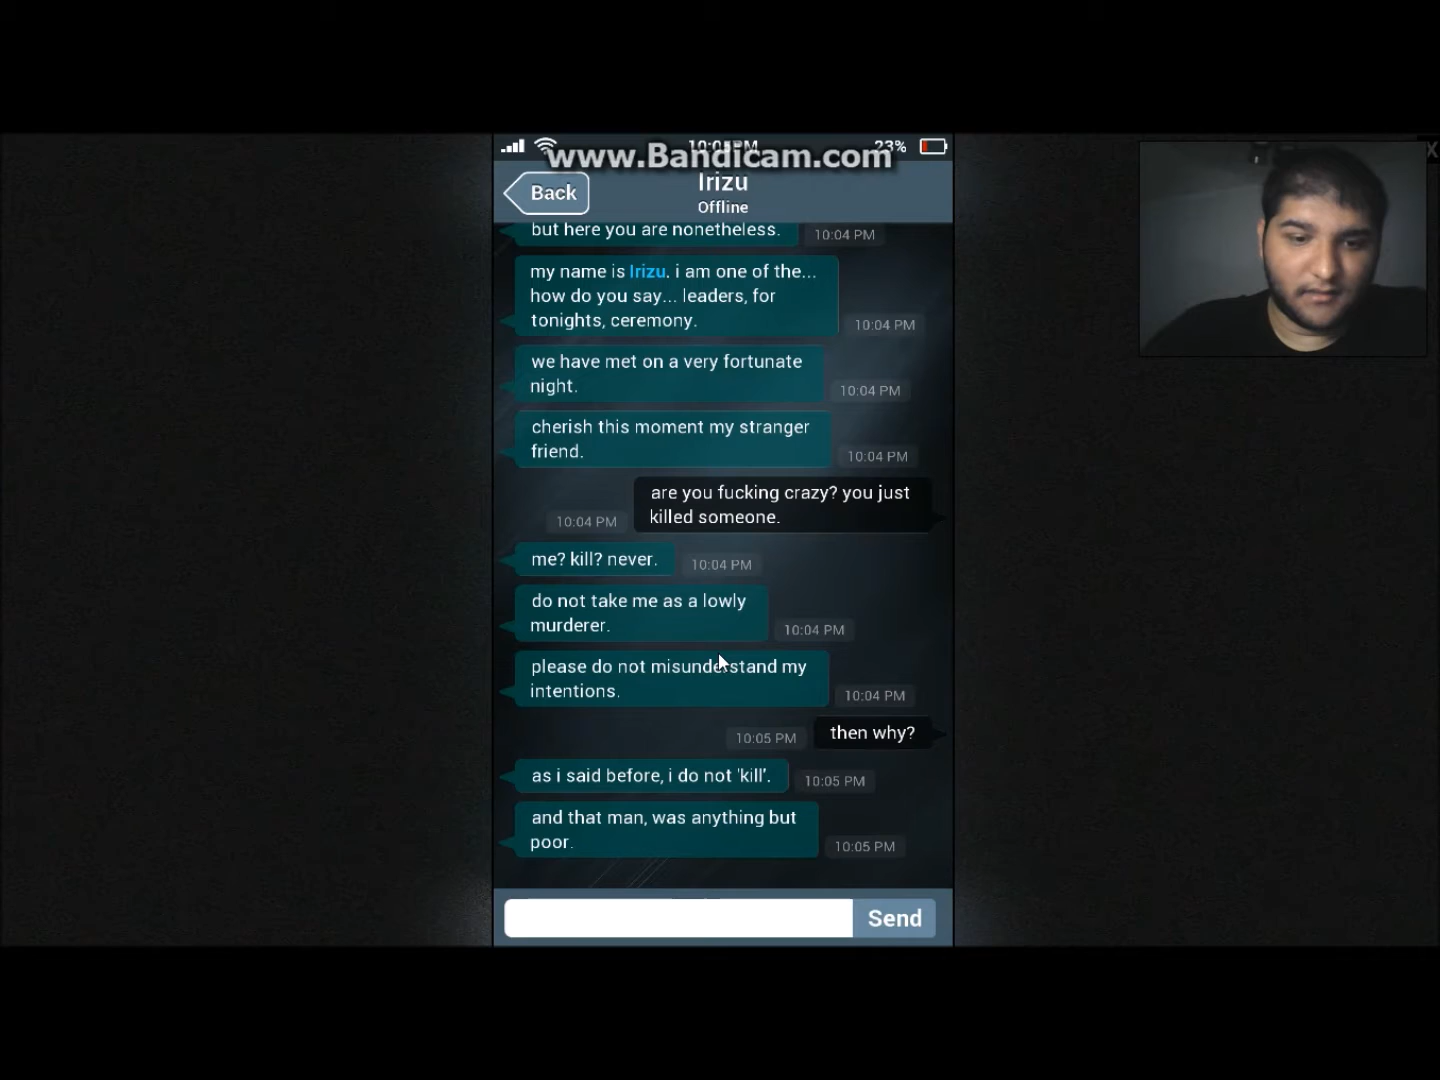 www.Bandicam.com
23%
Back
Irizu
Offline
but here you are nonetheless.
10:04 PM
my name is Irizu. i am one of the...
how do you say... leaders, for
tonights, ceremony.
10:04 PM
we have met on a very fortunate
night.
10:04 PM
cherish this moment my stranger
friend.
10:04 PM
are you fucking crazy? you just
killed someone.
10:04 PM
me? kill? never.
10:04 PM
do not take me as a lowly
murderer.
10:04 PM
please do not misunderstand my
intentions.
10:04 PM
then why?
10:05 PM
as i said before, i do not 'kill'.
10:05 PM
and that man, was anything but
poor.
10:05 PM
Send
X